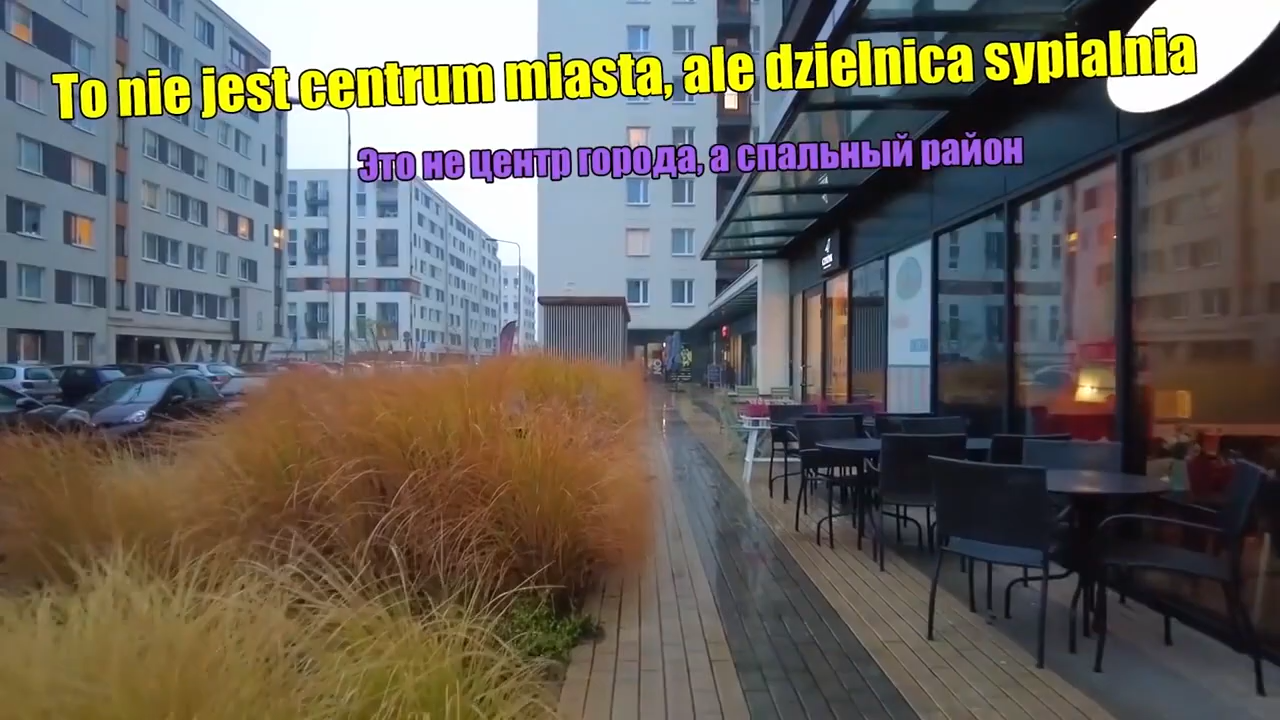 To nie jest centrum miasta, ale dzielnica sypialnia
Это не центр города, а спальный район